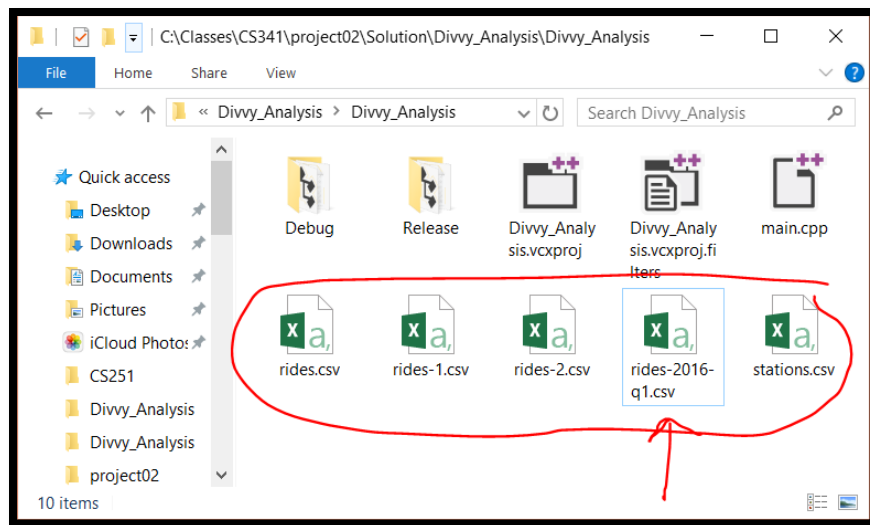 C:\Classes\CS341\project02\Solution\Divvy_Analysis\Divvy_Analysis
File Home Share View ?
« Divvy_Analysis > Divvy_Analysis Search Divvy_Analysis
Quick access
Desktop
Downloads
Documents
Pictures
iCloud Photos
CS251
Divvy_Analysis
Divvy_Analysis
project02
Debug
Release
Divvy_Analy
sis.vcxproj
Divvy_Analy
sis.vcxproj.fi
lters
main.cpp
X a,
rides.csv
X a,
rides-1.csv
X a,
rides-2.csv
X a,
rides-2016-
q1.csv
X a,
stations.csv
10 items